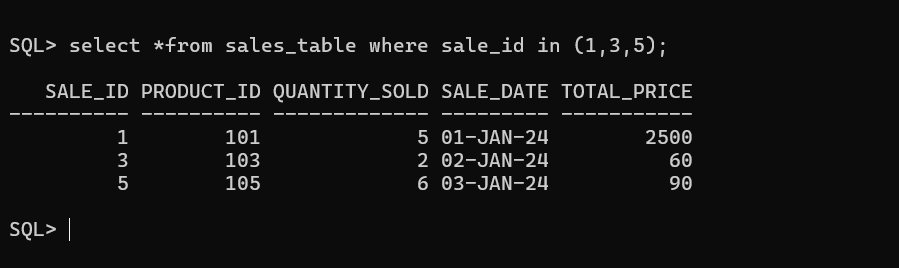 SQL> select *from sales_table where sale_id in (1,3,5);
SALE_ID PRODUCT_ID QUANTITY_SOLD SALE_DATE TOTAL_PRICE
---------- ---------- ------------- --------- -----------
1 101 5 01-JAN-24 2500
3 103 2 02-JAN-24 60
5 105 6 03-JAN-24 90
SQL>